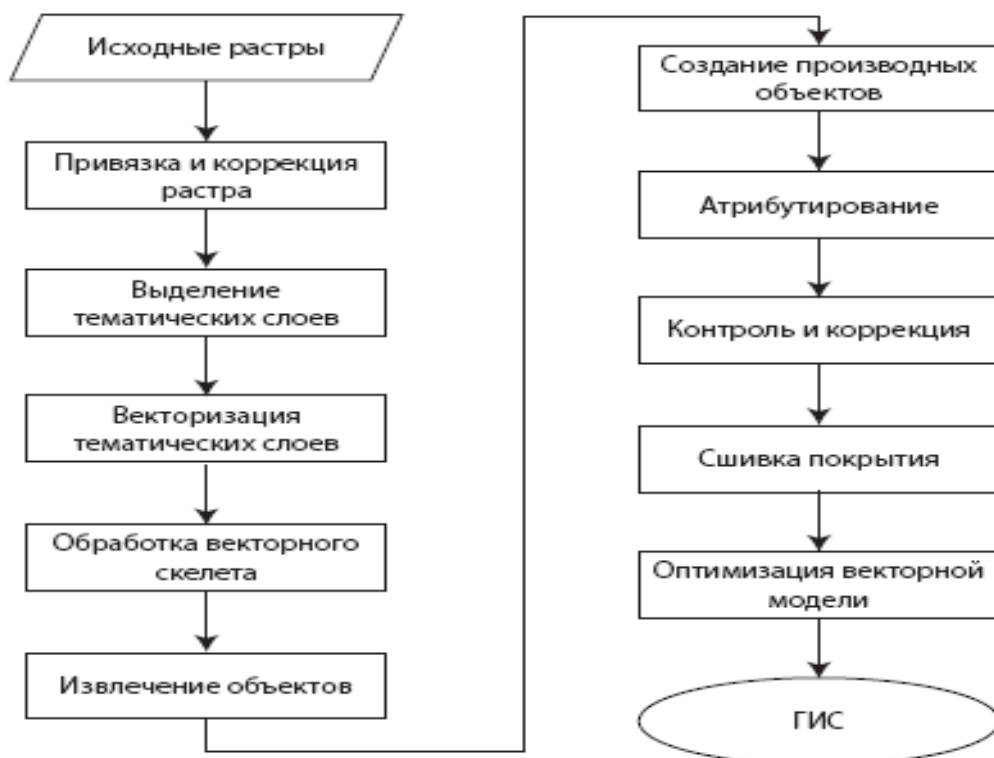 Исходные растры
Привязка и коррекция
растра
Выделение
тематических слоев
Векторизация
тематических слоев
Обработка векторного
скелета
Извлечение объектов
Создание производных
объектов
Атрибутирование
Контроль и коррекция
Сшивка покрытия
Оптимизация векторной
модели
ГИС